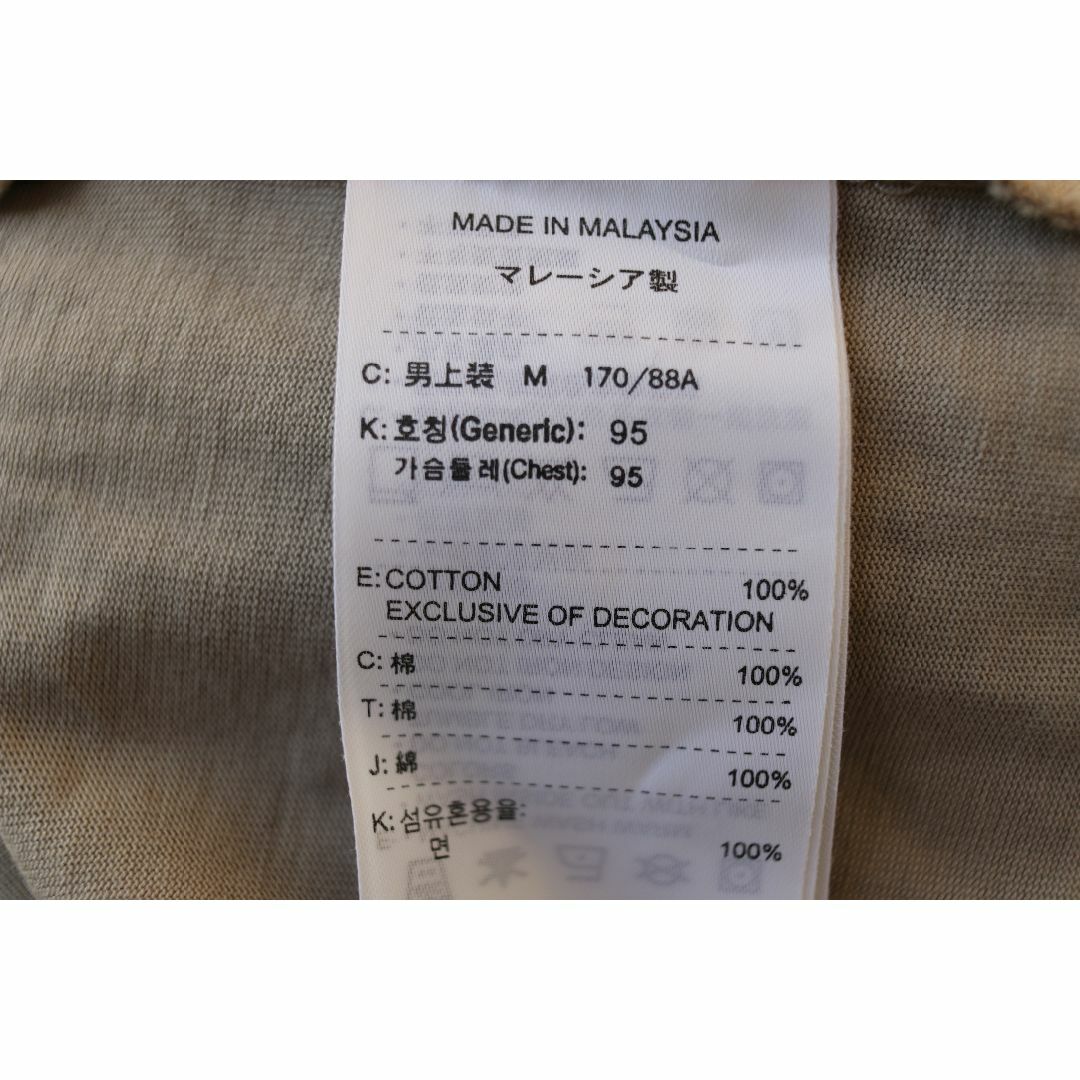 MADE IN MALAYSIA
マレーシア製
C: 男上装 M 170/88A
K: 호칭(Generic): 95
가슴둘레(Chest): 95
E: COTTON 100%
EXCLUSIVE OF DECORATION
C: 棉 100%
T: 棉 100%
J: 綿 100%
K: 섬유혼용율:
면 100%